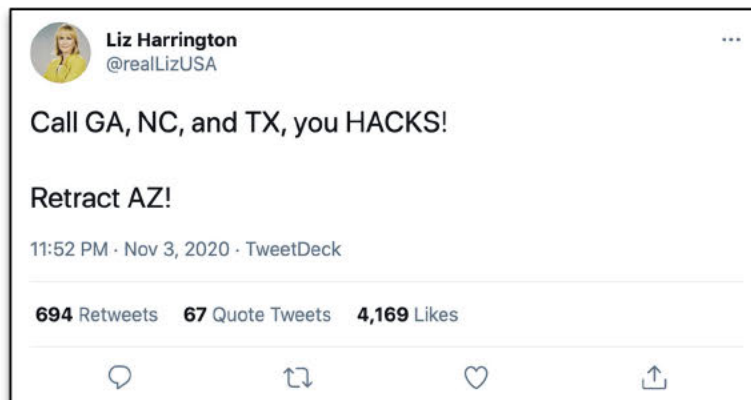 Liz Harrington
@realLizUSA
Call GA, NC, and TX, you HACKS!
Retract AZ!
11:52 PM · Nov 3, 2020 · TweetDeck
694 Retweets 67 Quote Tweets 4,169 Likes